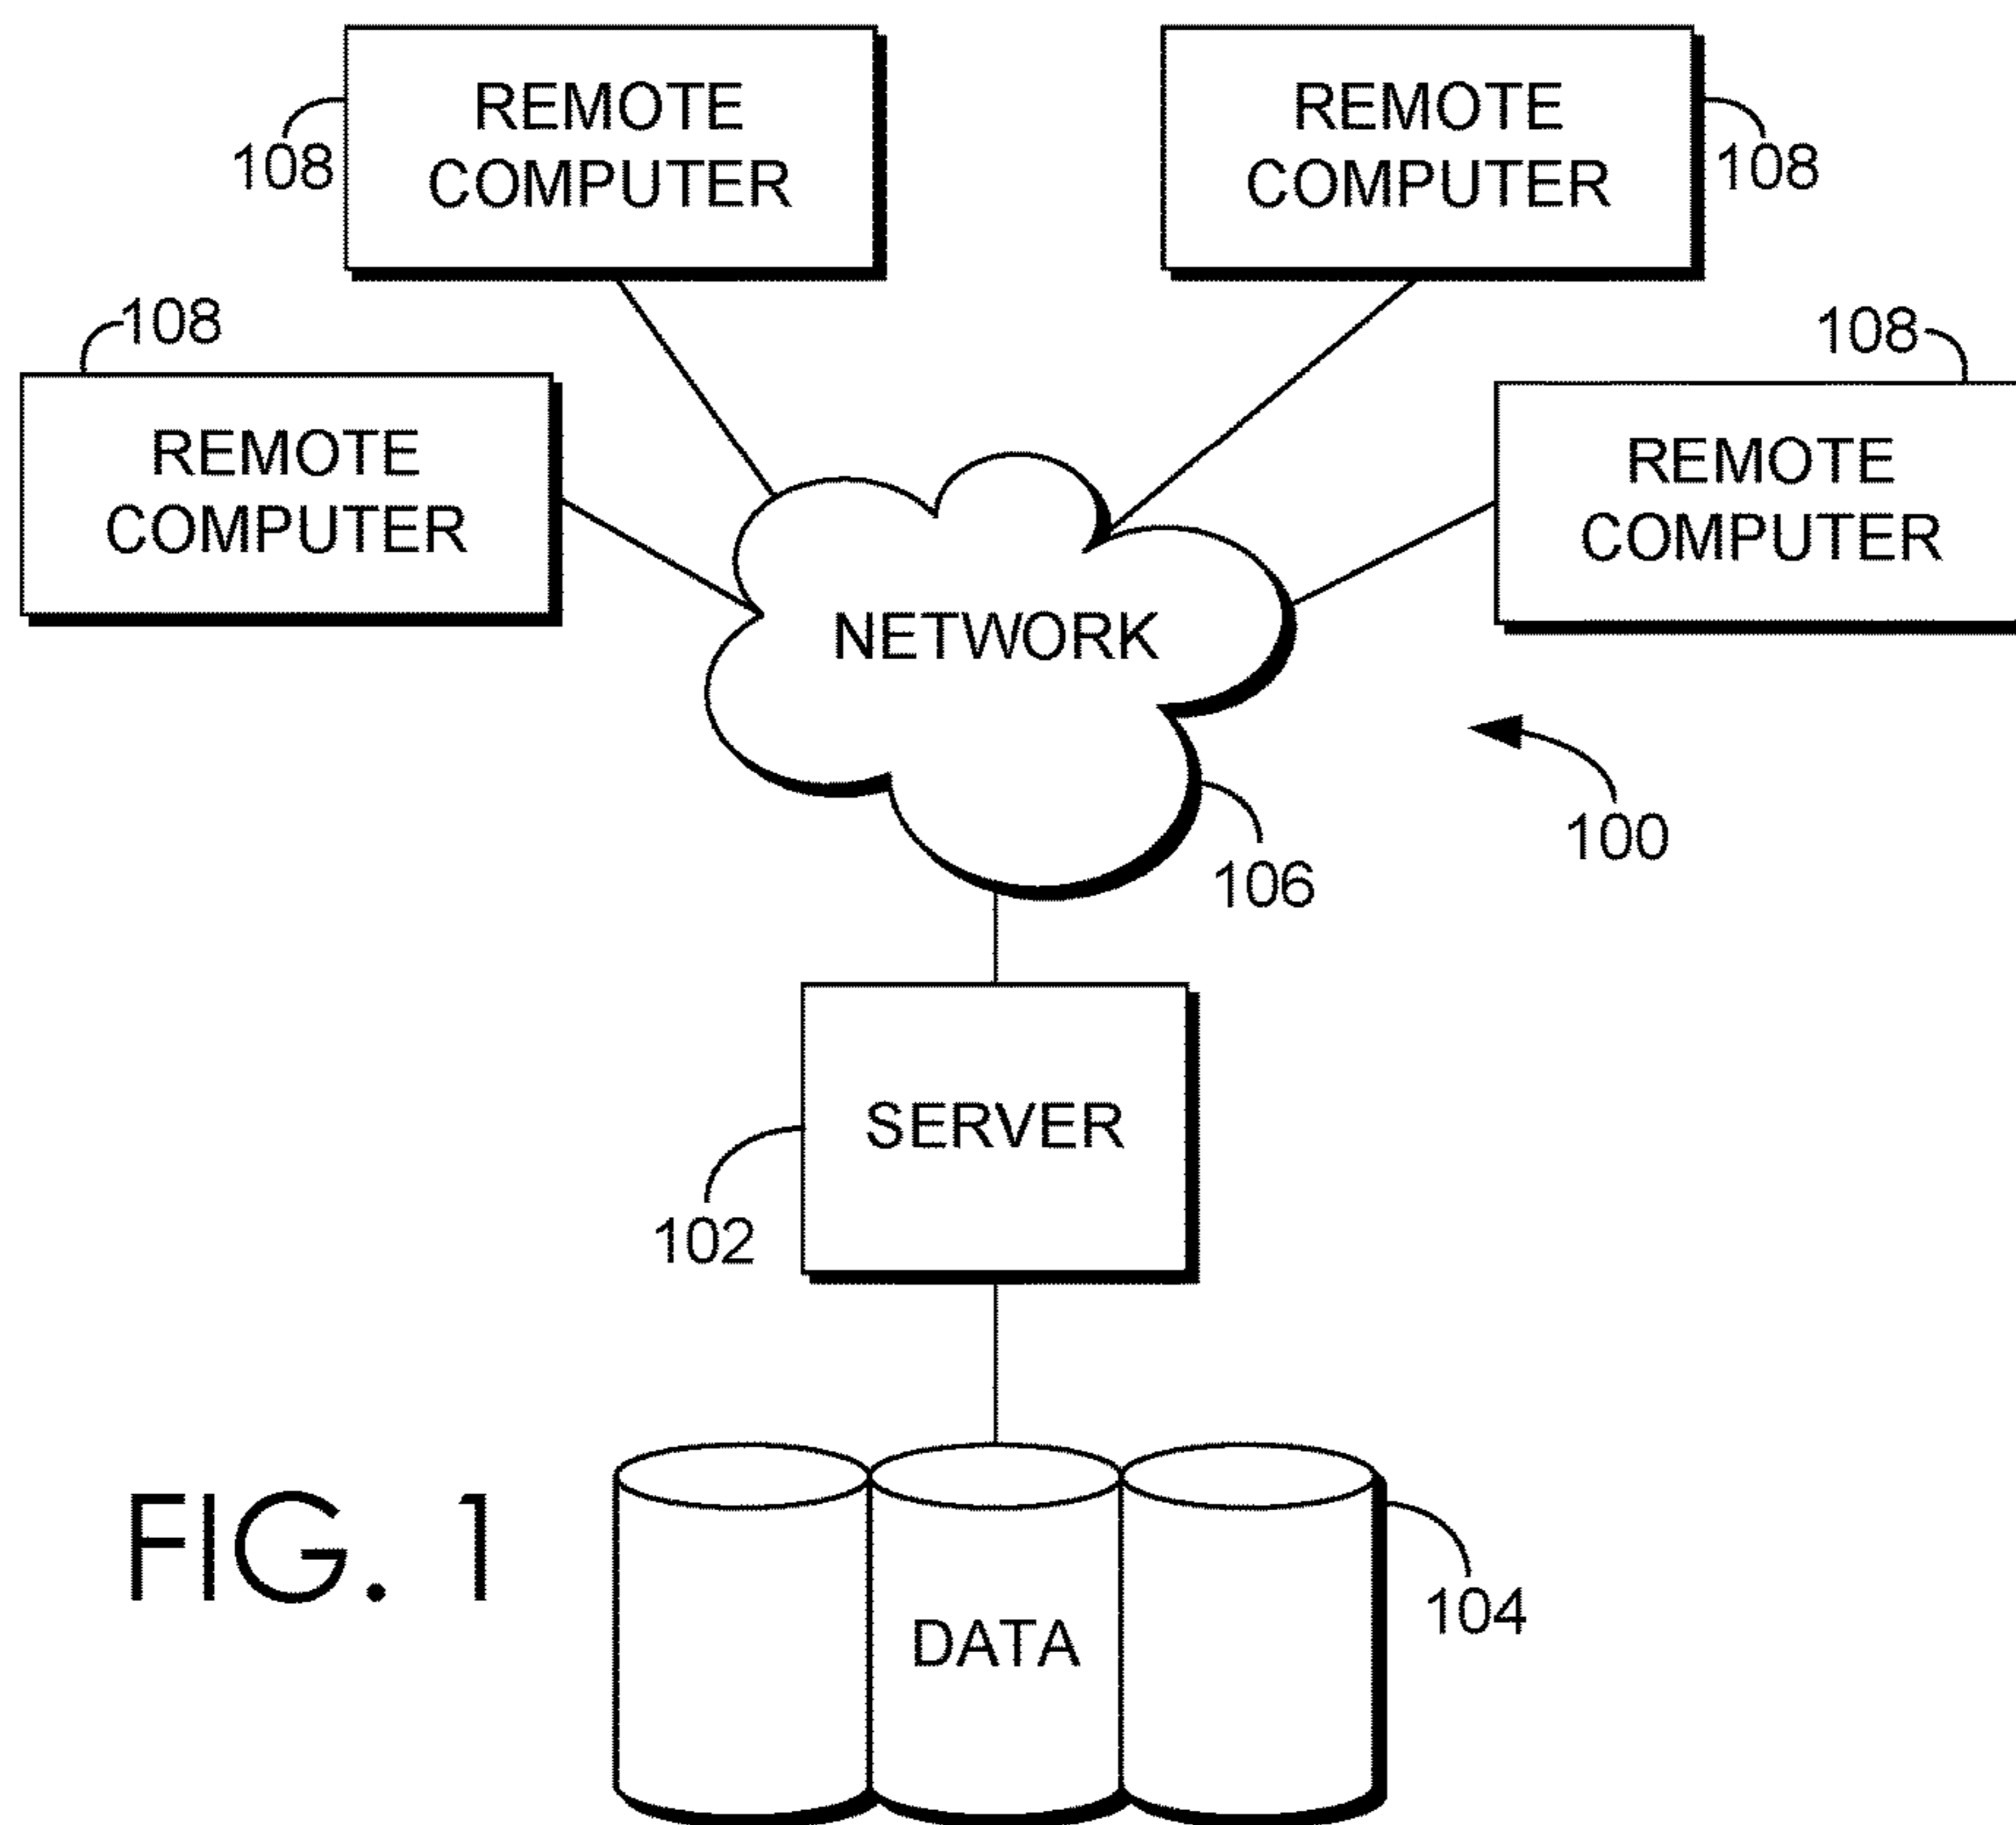 REMOTE
COMPUTER
108
REMOTE
COMPUTER
108
108
REMOTE
COMPUTER
108
REMOTE
COMPUTER
NETWORK
100
106
SERVER
102
FIG. 1
DATA
104